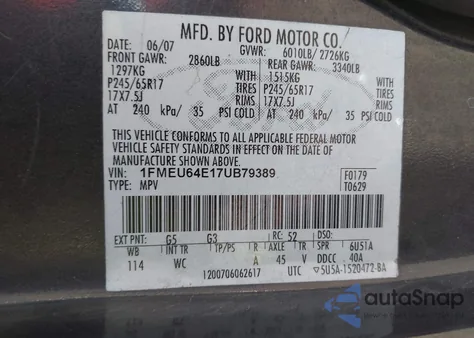 MFD. BY FORD MOTOR CO.
DATE: 06/07 GVWR: 6010LB/ 2726KG
FRONT GAWR: 2860LB REAR GAWR: 3340LB
1297KG 1515KG
P245/65R17 TIRES P245/65R17 TIRES
17X7.5J RIMS 17X7.5J RIMS
AT 240 kPa/ 35 PSI COLD AT 240 kPa/ 35 PSI COLD
THIS VEHICLE CONFORMS TO ALL APPLICABLE FEDERAL MOTOR
VEHICLE SAFETY STANDARDS IN EFFECT ON THE DATE OF
MANUFACTURE SHOWN ABOVE.
VIN: 1FMEU64E17UB79389 F0179
TYPE: MPV T0629
EXT PNT: G5 G3 RC: 52 DSO:
WB INT TR TP/PS R AXLE TR SPR 6U51A
114 WC A 45 V DDCC 40A
1200706062617 UTC 5U5A-1520472-BA
Ford
autoSnap